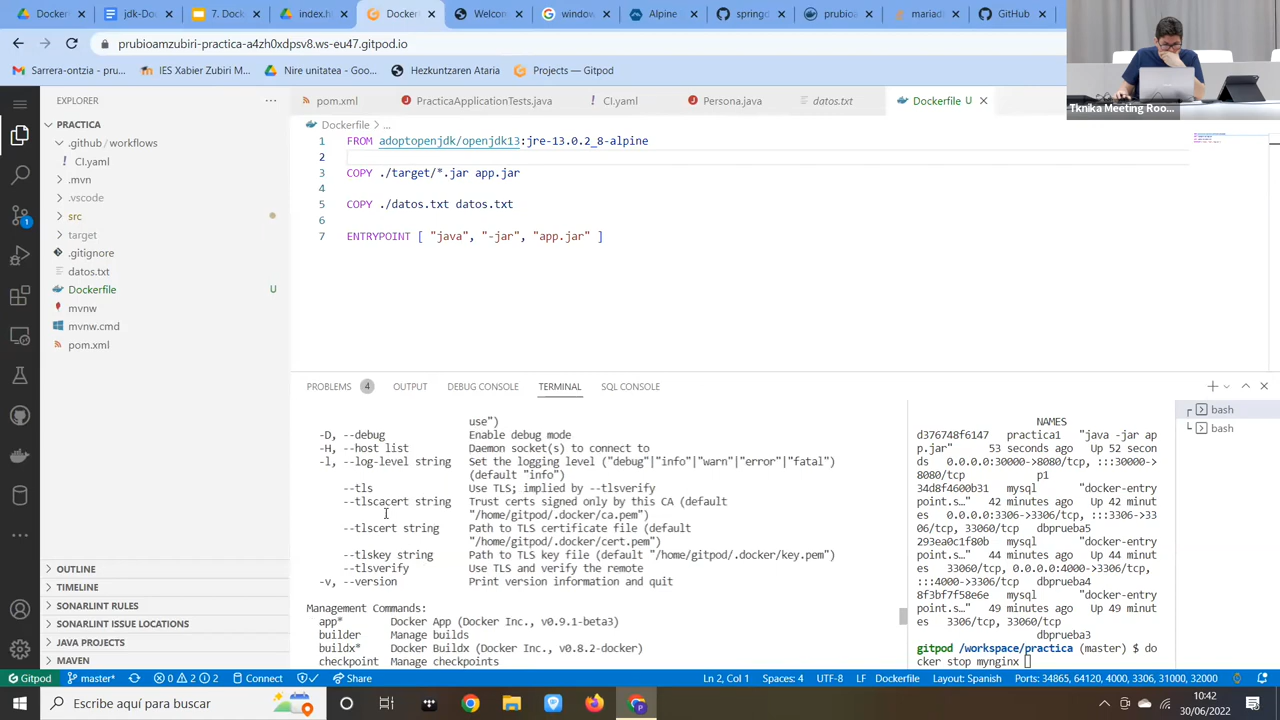 Drive
window
Alpine
spring
prubio
mariad
GitHub
prubioamzubiri-practica-a4zh0xdpsv8.ws-eu47.gitpod.io
Sarrera-ontzia - pru...
IES Xabier Zubiri M...
Nire unitatea - Goo...
Hezkuntzaren Ataria
Projects — Gitpod
Tknika Meeting Roo...
EXPLORER
PRACTICA
.github/workflows
CI.yaml
.mvn
.vscode
src
target
.gitignore
datos.txt
Dockerfile U
mvnw
mvnw.cmd
pom.xml
OUTLINE
TIMELINE
SONARLINT RULES
SONARLINT ISSUE LOCATIONS
JAVA PROJECTS
MAVEN
pom.xml
PracticaApplicationTests.java
CI.yaml
Persona.java
datos.txt
Dockerfile U
Dockerfile > ...
1 FROM adoptopenjdk/openjdk13:jre-13.0.2_8-alpine
2
3 COPY ./target/*.jar app.jar
4
5 COPY ./datos.txt datos.txt
6
7 ENTRYPOINT [ "java", "-jar", "app.jar" ]
PROBLEMS 4 OUTPUT DEBUG CONSOLE TERMINAL SQL CONSOLE
use")
-D, --debug Enable debug mode
-H, --host list Daemon socket(s) to connect to
-l, --log-level string Set the logging level ("debug"|"info"|"warn"|"error"|"fatal")
(default "info")
--tls Use TLS; implied by --tlsverify
--tlscacert string Trust certs signed only by this CA (default
"/home/gitpod/.docker/ca.pem")
--tlscert string Path to TLS certificate file (default
"/home/gitpod/.docker/cert.pem")
--tlskey string Path to TLS key file (default "/home/gitpod/.docker/key.pem")
--tlsverify Use TLS and verify the remote
-v, --version Print version information and quit
Management Commands:
app* Docker App (Docker Inc., v0.9.1-beta3)
builder Manage builds
buildx* Docker Buildx (Docker Inc., v0.8.2-docker)
checkpoint Manage checkpoints
NAMES
d376748f6147 practica1 "java -jar ap
p.jar" 53 seconds ago Up 52 secon
ds 0.0.0.0:30000->8080/tcp, :::30000->
8080/tcp p1
34d8f4600b31 mysql "docker-entry
point.s…" 42 minutes ago Up 42 minut
es 0.0.0.0:3306->3306/tcp, :::3306->33
06/tcp, 33060/tcp dbprueba5
293ea0c1f80b mysql "docker-entry
point.s…" 44 minutes ago Up 44 minut
es 33060/tcp, 0.0.0.0:4000->3306/tcp,
:::4000->3306/tcp dbprueba4
8f3bf7f58e6e mysql "docker-entry
point.s…" 49 minutes ago Up 49 minut
es 3306/tcp, 33060/tcp
dbprueba3
gitpod /workspace/practica (master) $ do
cker stop mynginx
bash
bash
Gitpod master* 0 2 2 Connect Share
Ln 2, Col 1 Spaces: 4 UTF-8 LF Dockerfile Layout: Spanish Ports: 34865, 64120, 4000, 3306, 31000, 32000
Escribe aquí para buscar
10:42
30/06/2022